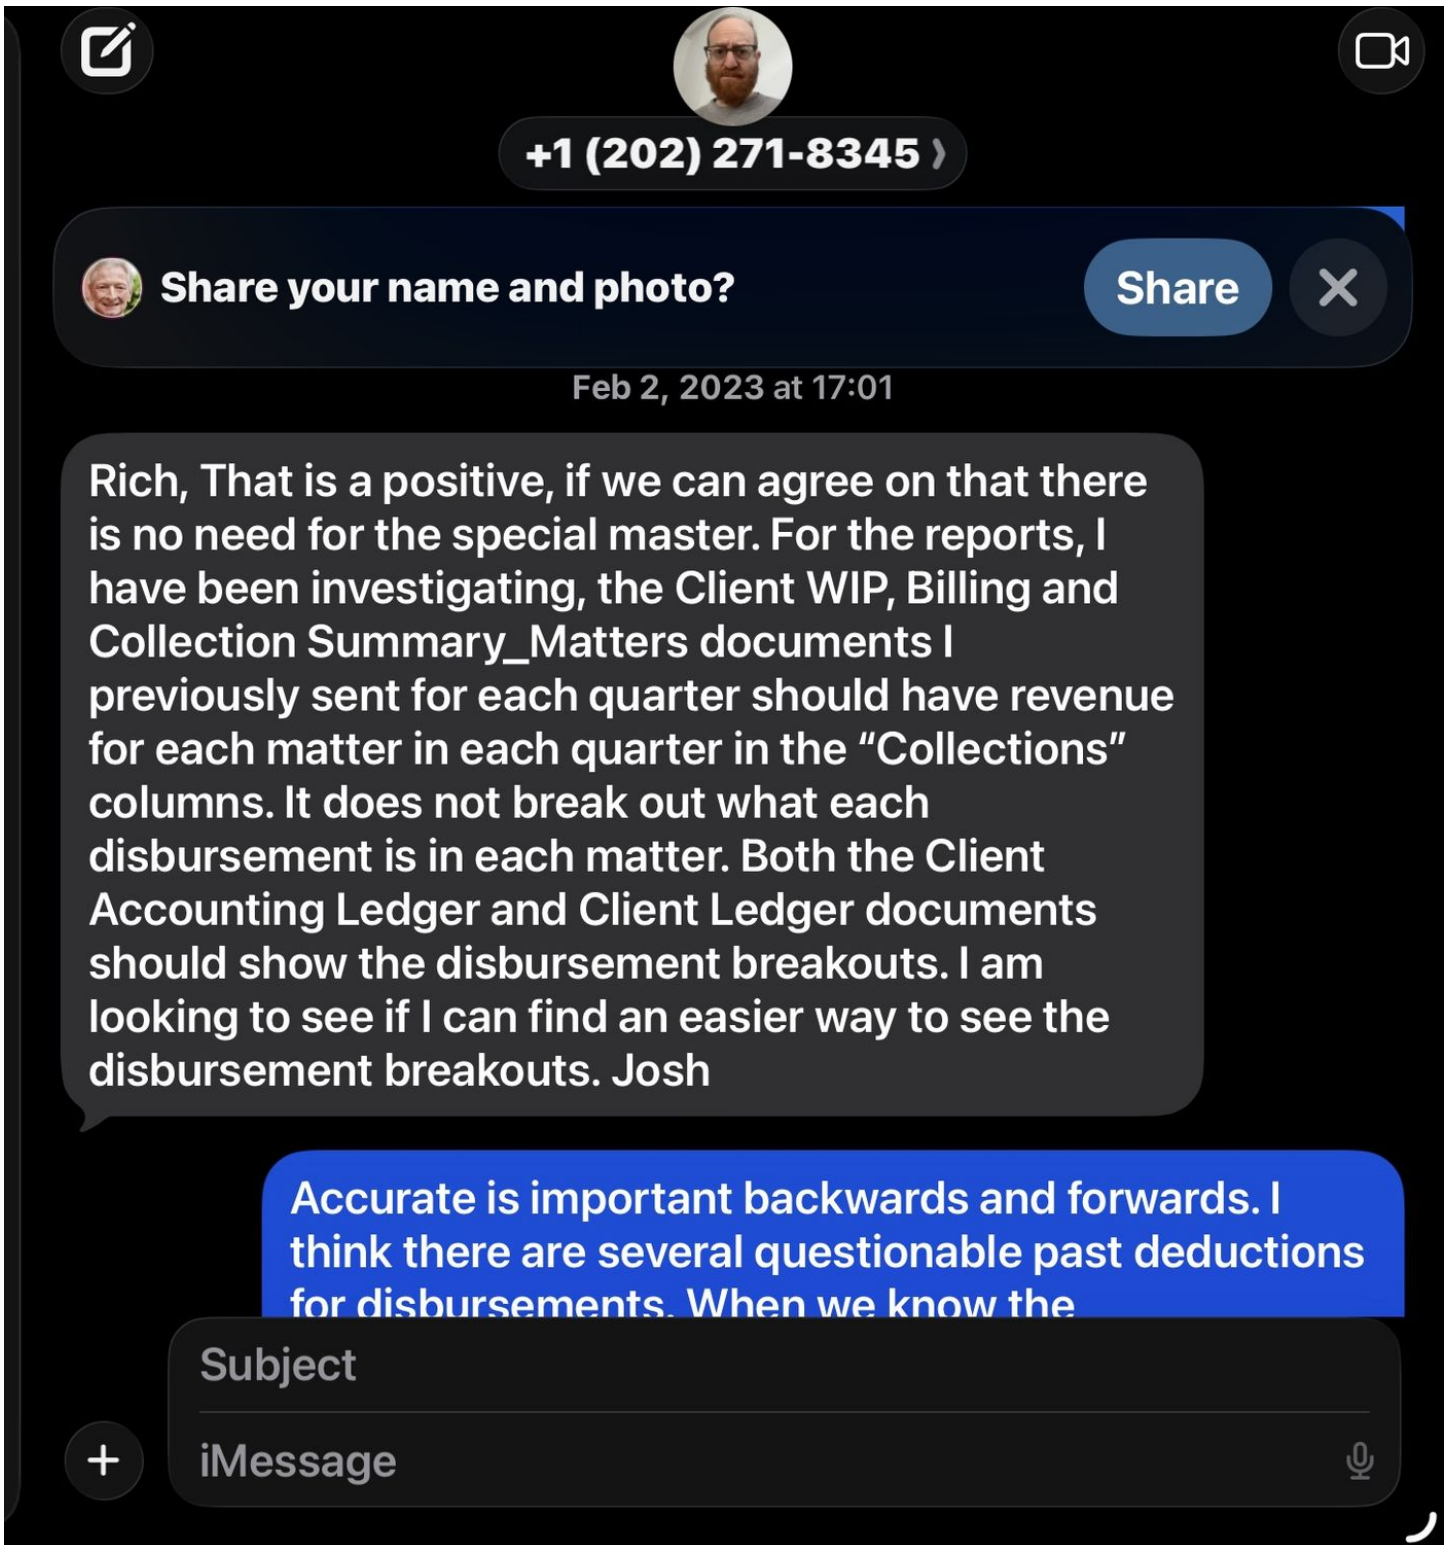 +1 (202) 271-8345 ›
Share your name and photo?
Share
Feb 2, 2023 at 17:01
Rich, That is a positive, if we can agree on that there
is no need for the special master. For the reports, I
have been investigating, the Client WIP, Billing and
Collection Summary_Matters documents I
previously sent for each quarter should have revenue
for each matter in each quarter in the “Collections”
columns. It does not break out what each
disbursement is in each matter. Both the Client
Accounting Ledger and Client Ledger documents
should show the disbursement breakouts. I am
looking to see if I can find an easier way to see the
disbursement breakouts. Josh
Accurate is important backwards and forwards. I
think there are several questionable past deductions
for disbursements. When we know the
Subject
iMessage